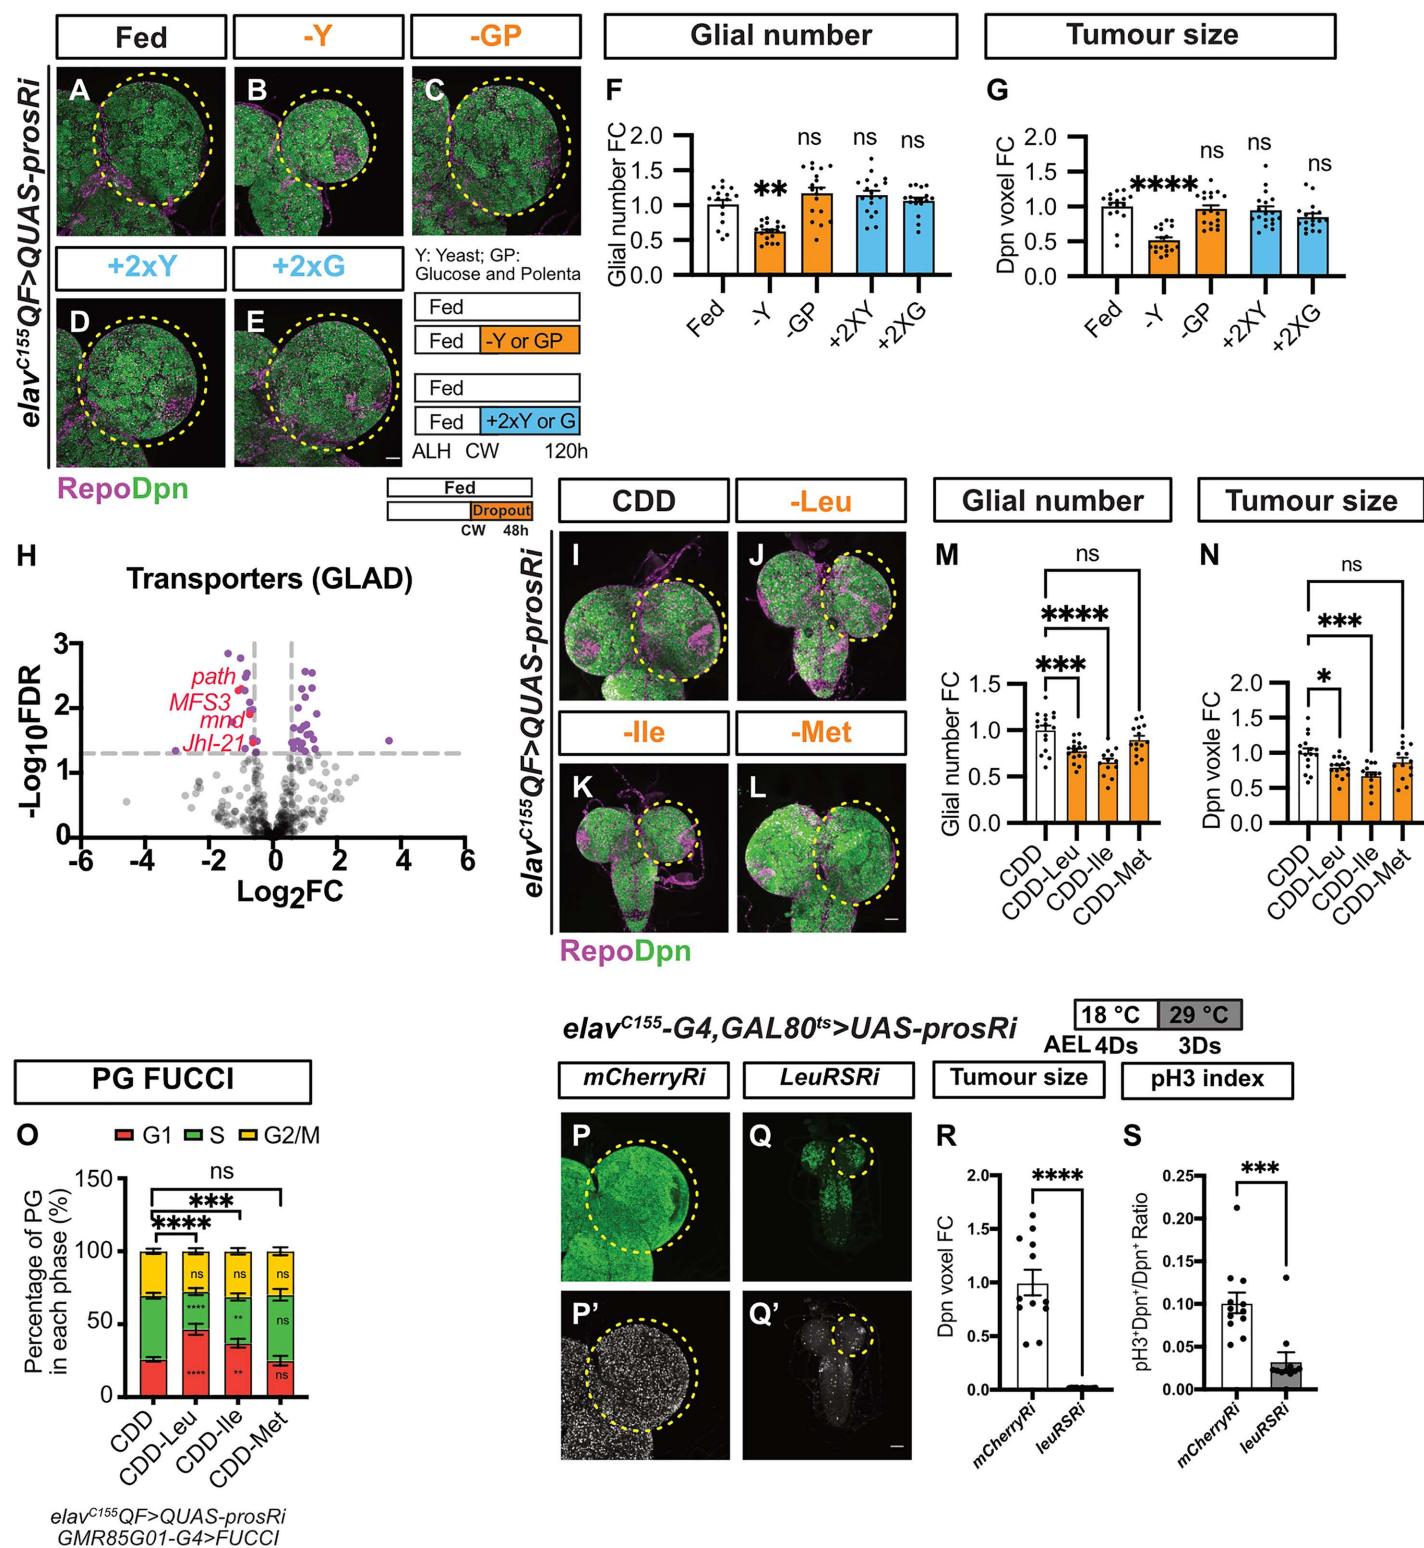 Fed
-Y
-GP
Glial number
Tumour size
elavC155QF>QUAS-prosRi
A
B
C
+2xY
+2xG
D
E
RepoDpn
Y: Yeast; GP:
Glucose and Polenta
Fed
Fed
-Y or GP
Fed
Fed
+2xY or G
ALH CW 120h
F
Glial number FC
2.0
1.5
1.0
0.5
0.0
**
ns
ns
ns
Fed
-Y
-GP
+2XY
+2XG
G
Dpn voxel FC
2.0
1.5
1.0
0.5
0.0
****
ns
ns
ns
Fed
-Y
-GP
+2XY
+2XG
Fed
Dropout
CW 48h
H
Transporters (GLAD)
-Log10FDR
3
2
1
0
path
MFS3
mnd
JhI-21
-6 -4 -2 0 2 4 6
Log2FC
CDD
-Leu
elavC155QF>QUAS-prosRi
I
J
-Ile
-Met
K
L
RepoDpn
Glial number
M
Glial number FC
1.5
1.0
0.5
0.0
ns
****
***
CDD
CDD-Leu
CDD-Ile
CDD-Met
Tumour size
N
Dpn voxle FC
2.0
1.5
1.0
0.5
0.0
ns
***
*
CDD
CDD-Leu
CDD-Ile
CDD-Met
PG FUCCI
O
G1 S G2/M
Percentage of PG
in each phase (%)
150
100
50
0
ns
***
****
ns
ns
ns
****
**
ns
****
**
ns
CDD
CDD-Leu
CDD-Ile
CDD-Met
elavC155QF>QUAS-prosRi
GMR85G01-G4>FUCCI
elavC155-G4,GAL80ts>UAS-prosRi
18 °C 29 °C
AEL 4Ds 3Ds
mCherryRi
LeuRSRi
Tumour size
pH3 index
P
Q
P’
Q’
R
Dpn voxel FC
2.0
1.5
1.0
0.5
0.0
****
mCherryRi
leuRSRi
S
pH3+Dpn+/Dpn+ Ratio
0.25
0.20
0.15
0.10
0.05
0.00
***
mCherryRi
leuRSRi